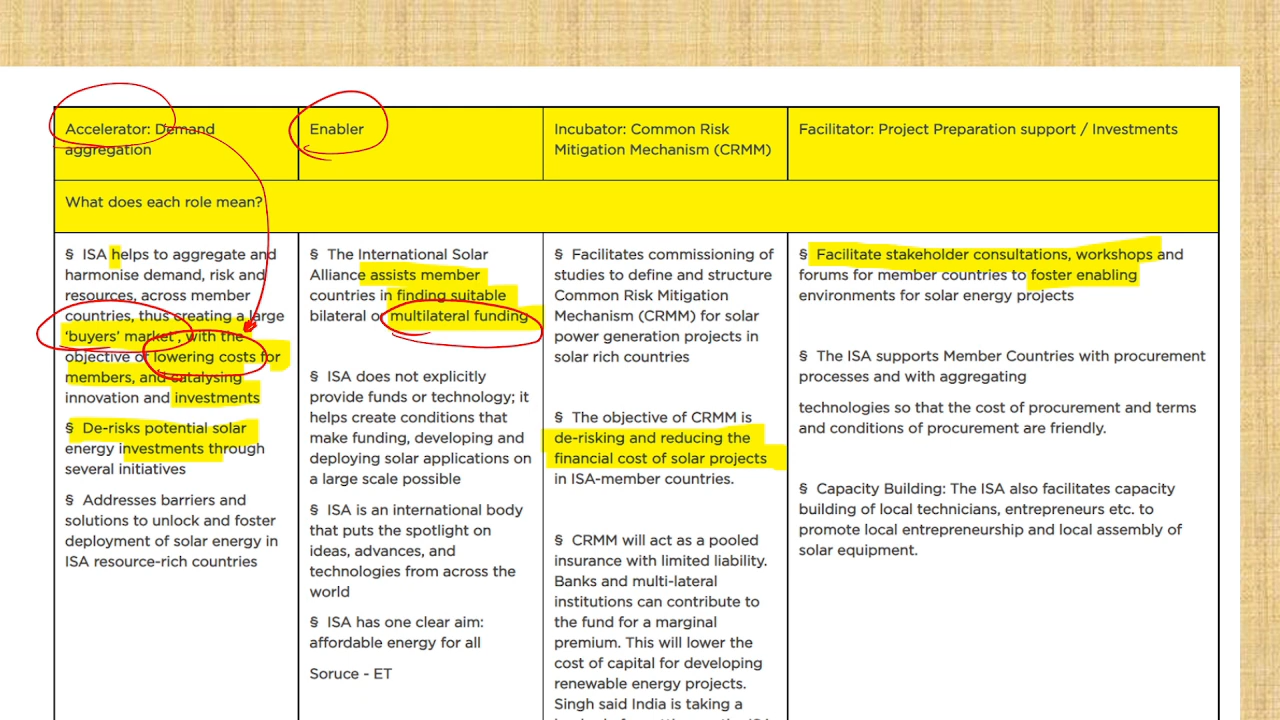 Accelerator: Demand
aggregation
Enabler
Incubator: Common Risk
Mitigation Mechanism (CRMM)
Facilitator: Project Preparation support / Investments
What does each role mean?
§ ISA helps to aggregate and
harmonise demand, risk and
resources, across member
countries, thus creating a large
‘buyers’ market’, with the
objective of lowering costs for
members, and catalysing
innovation and investments
§ De-risks potential solar
energy investments through
several initiatives
§ Addresses barriers and
solutions to unlock and foster
deployment of solar energy in
ISA resource-rich countries
§ The International Solar
Alliance assists member
countries in finding suitable
bilateral or multilateral funding
§ ISA does not explicitly
provide funds or technology; it
helps create conditions that
make funding, developing and
deploying solar applications on
a large scale possible
§ ISA is an international body
that puts the spotlight on
ideas, advances, and
technologies from across the
world
§ ISA has one clear aim:
affordable energy for all
Soruce - ET
§ Facilitates commissioning of
studies to define and structure
Common Risk Mitigation
Mechanism (CRMM) for solar
power generation projects in
solar rich countries
§ The objective of CRMM is
de-risking and reducing the
financial cost of solar projects
in ISA-member countries.
§ CRMM will act as a pooled
insurance with limited liability.
Banks and multi-lateral
institutions can contribute to
the fund for a marginal
premium. This will lower the
cost of capital for developing
renewable energy projects.
Singh said India is taking a
§ Facilitate stakeholder consultations, workshops and
forums for member countries to foster enabling
environments for solar energy projects
§ The ISA supports Member Countries with procurement
processes and with aggregating
technologies so that the cost of procurement and terms
and conditions of procurement are friendly.
§ Capacity Building: The ISA also facilitates capacity
building of local technicians, entrepreneurs etc. to
promote local entrepreneurship and local assembly of
solar equipment.